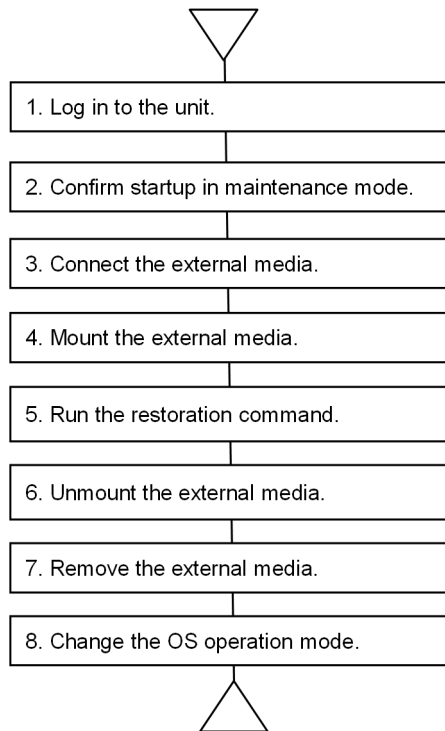 1. Log in to the unit.
2. Confirm startup in maintenance mode.
3. Connect the external media.
4. Mount the external media.
5. Run the restoration command.
6. Unmount the external media.
7. Remove the external media.
8. Change the OS operation mode.